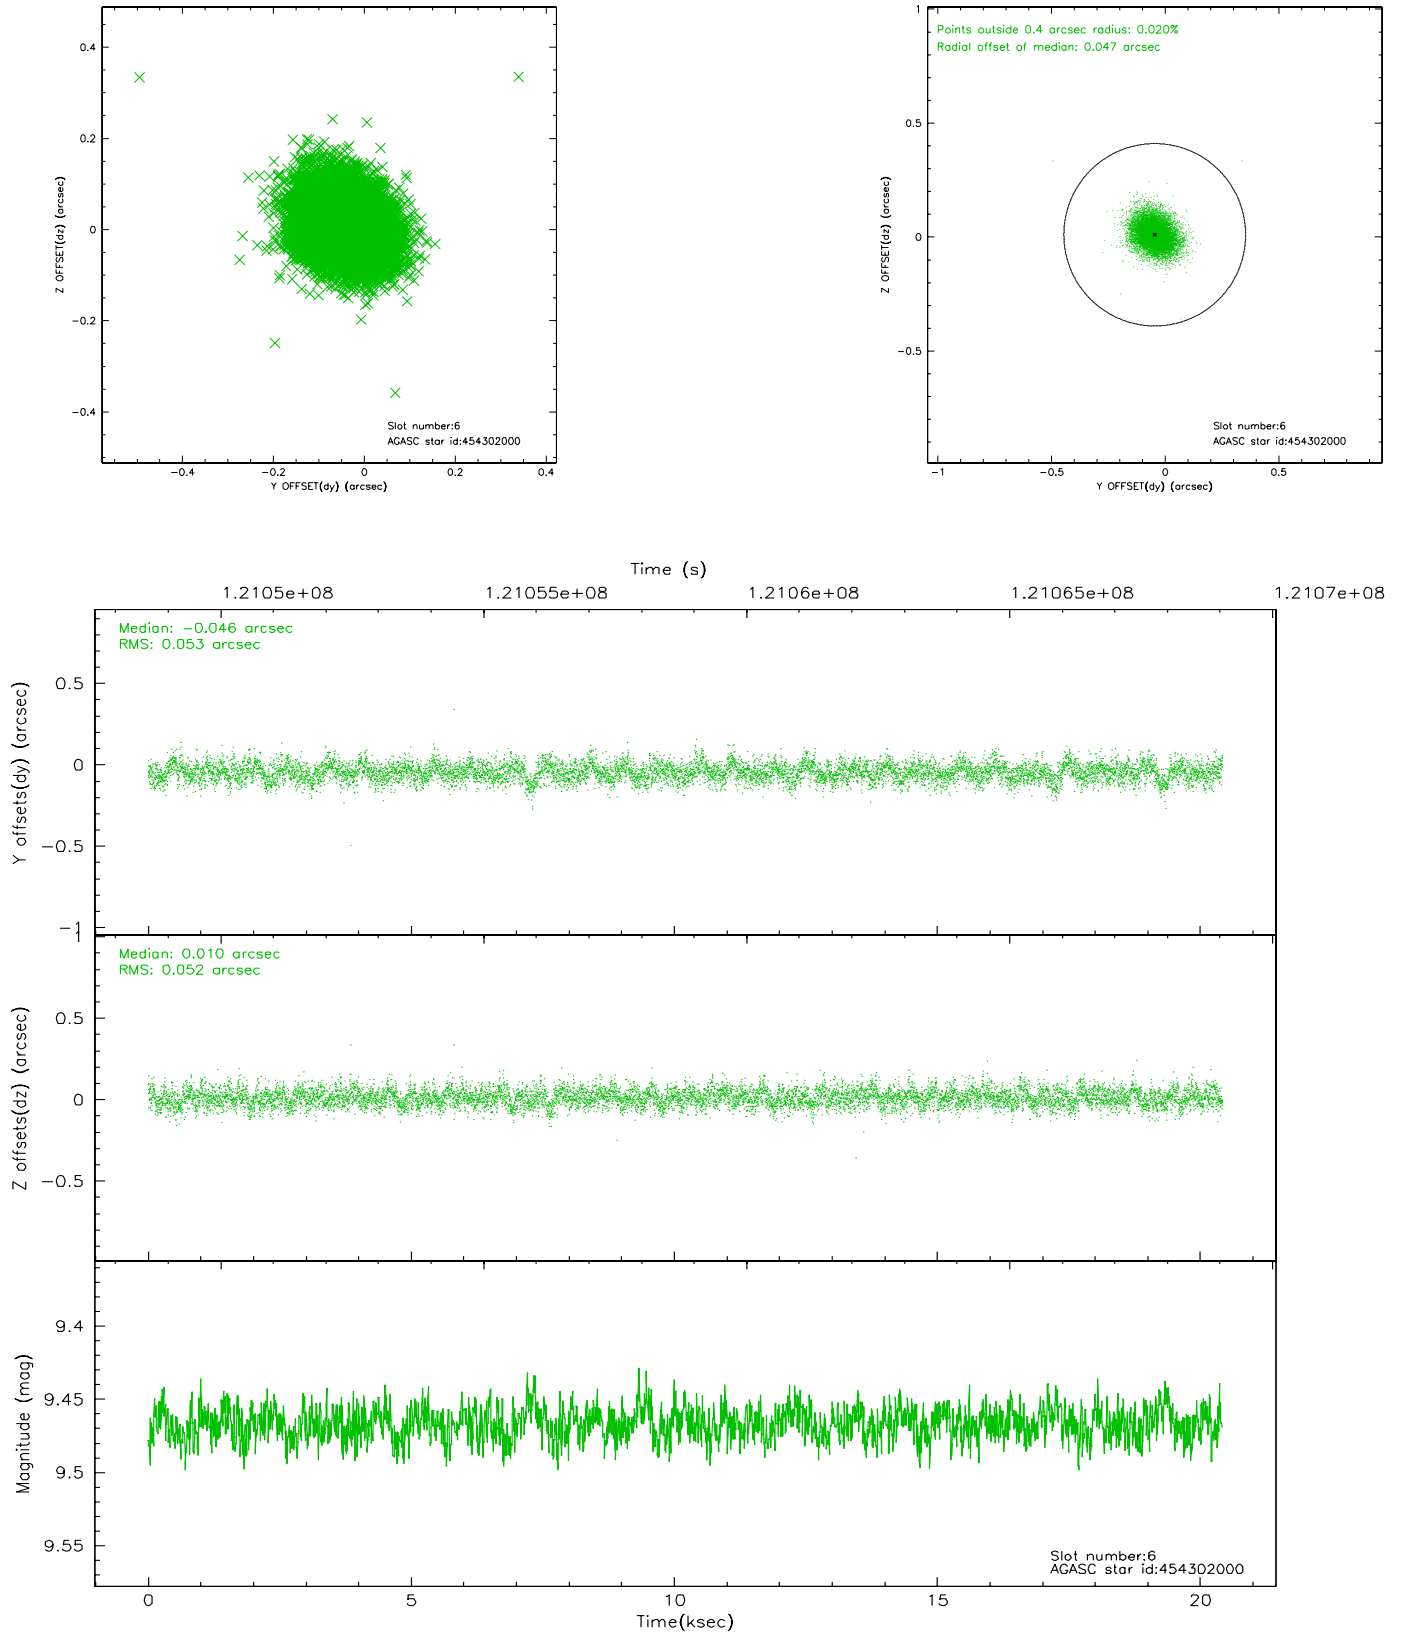 0.4
0.2
0
-0.2
-0.4
Z OFFSET(dz) (arcsec)
-0.4 -0.2 0 0.2 0.4
Y OFFSET(dy) (arcsec)
Slot number:6
AGASC star id:454302000
Points outside 0.4 arcsec radius: 0.020%
Radial offset of median: 0.047 arcsec
1
0.5
0
-0.5
Z OFFSET(dz) (arcsec)
-1 -0.5 0 0.5
Y OFFSET(dy) (arcsec)
Slot number:6
AGASC star id:454302000
Time (s)
1.2105e+08 1.21055e+08 1.2106e+08 1.21065e+08 1.2107e+08
Median: -0.046 arcsec
RMS: 0.053 arcsec
0.5
0
-0.5
-1
Y offsets(dy) (arcsec)
Median: 0.010 arcsec
RMS: 0.052 arcsec
1
0.5
0
-0.5
Z offsets(dz) (arcsec)
9.4
9.45
9.5
9.55
Magnitude (mag)
Slot number:6
AGASC star id:454302000
0 5 10 15 20
Time(ksec)